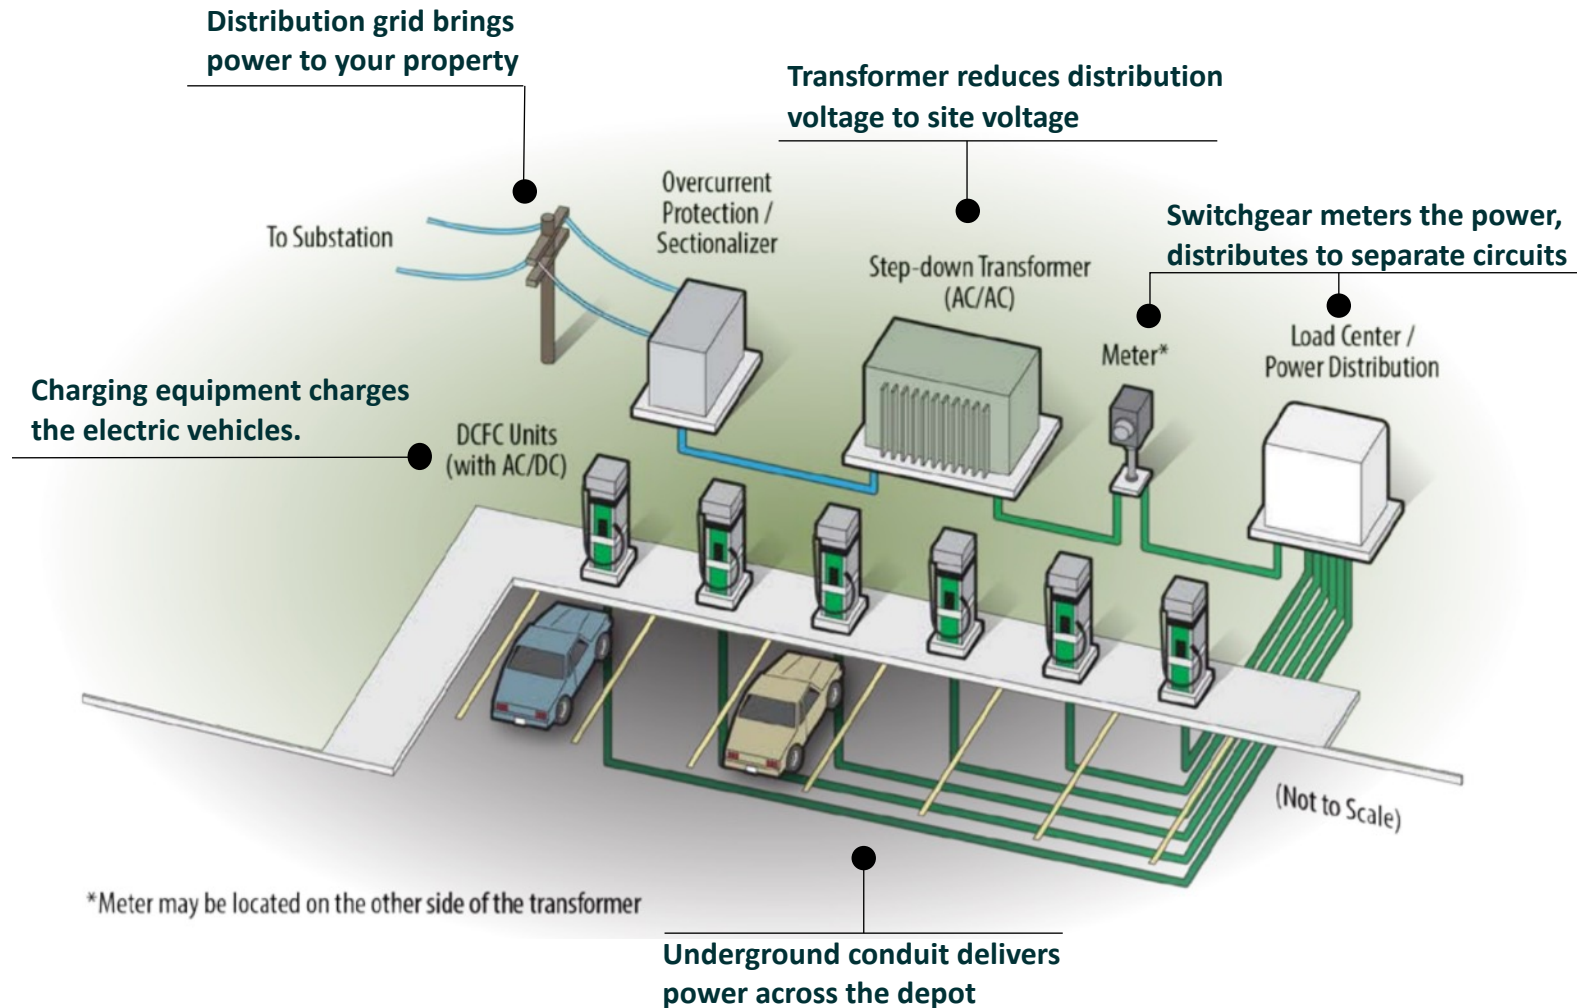 Distribution grid brings
power to your property
Transformer reduces distribution
voltage to site voltage
Overcurrent
Protection /
Sectionalizer
Switchgear meters the power,
distributes to separate circuits
To Substation
Step-down Transformer
(AC/AC)
Meter*
Load Center /
Power Distribution
Charging equipment charges
the electric vehicles.
DCFC Units
(with AC/DC)
(Not to Scale)
*Meter may be located on the other side of the transformer
Underground conduit delivers
power across the depot